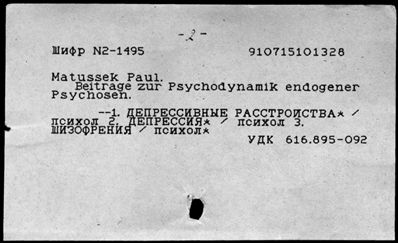 -2-
Шифр N2-1495 910715101328
Matussek Paul.
Beitrage zur Psychodynamik endogener
Psychosen.
--1. ДЕПРЕССИВНЫЕ РАССТРОИСТВА* /
психол 2. ДЕПРЕССИЯ* / психол 3.
ШИЗОФРЕНИЯ / психол*
УДК 616.895-092